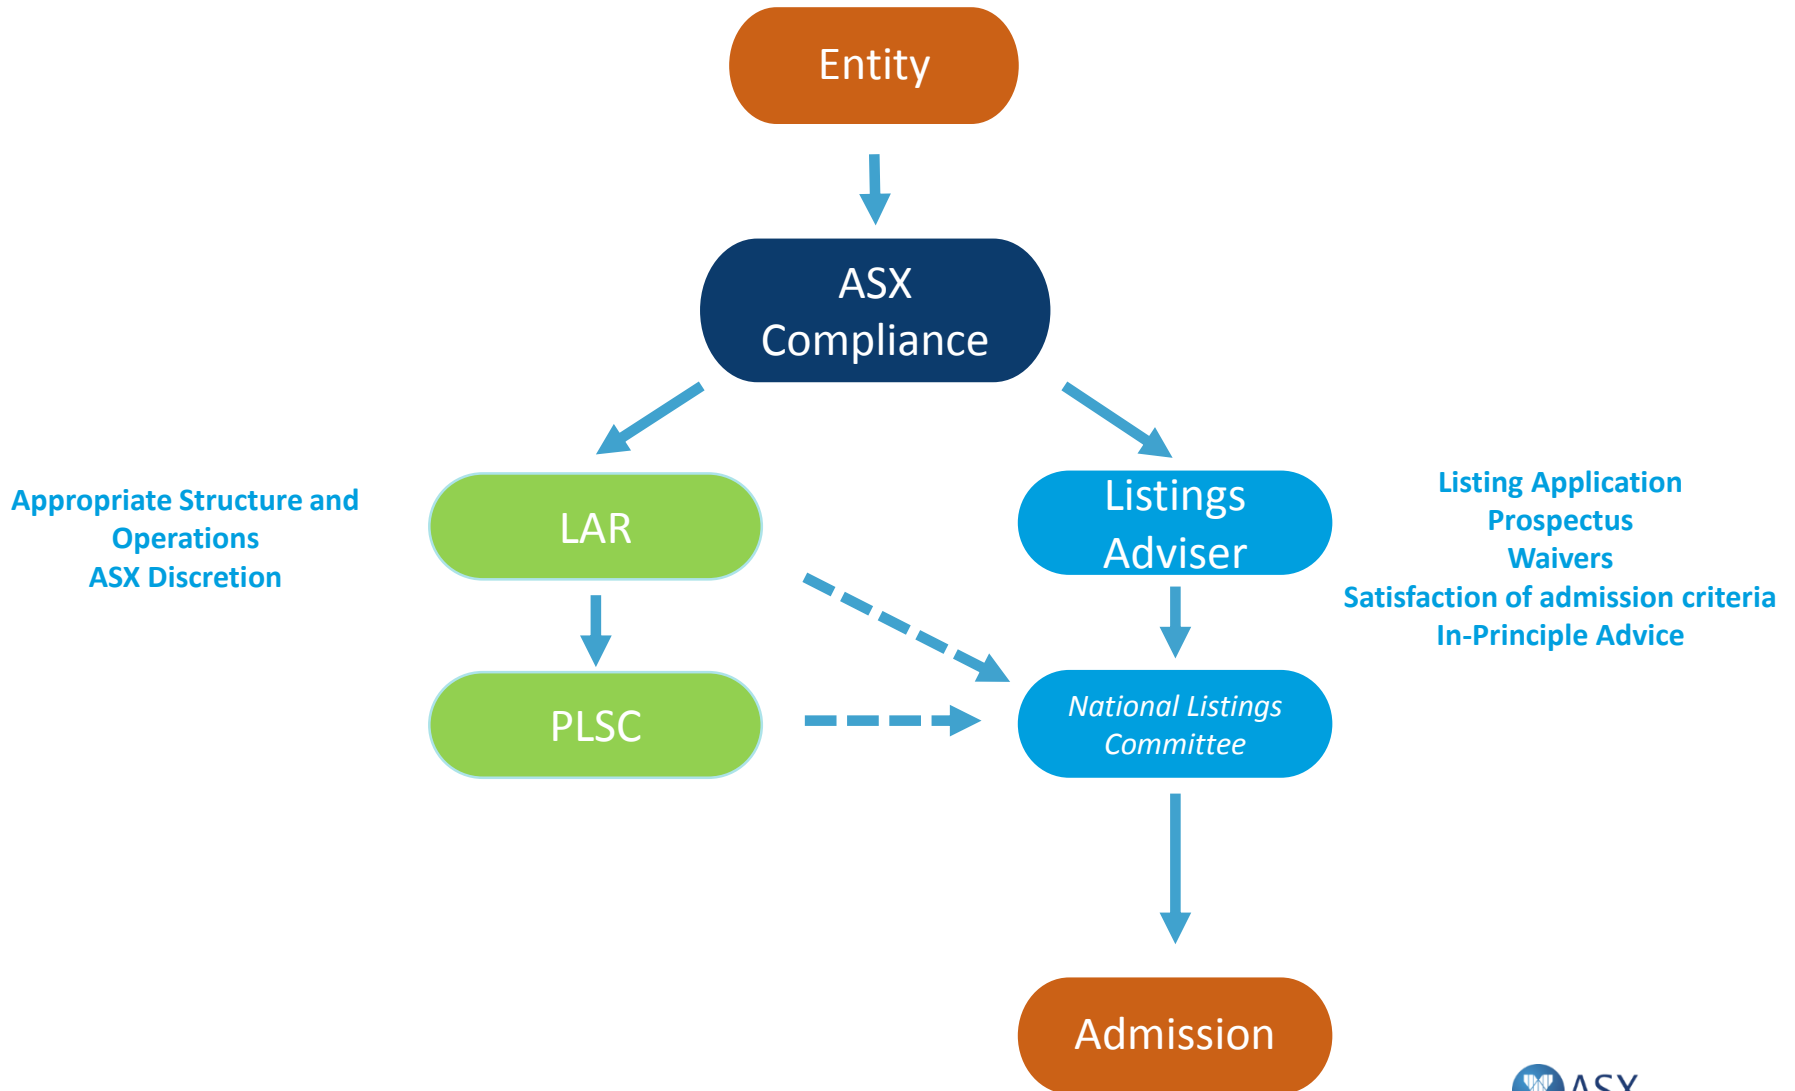 Entity
ASX
Compliance
Appropriate Structure and
Operations
ASX Discretion
LAR
Listings
Adviser
Listing Application
Prospectus
Waivers
Satisfaction of admission criteria
In-Principle Advice
PLSC
National Listings
Committee
Admission
ASX